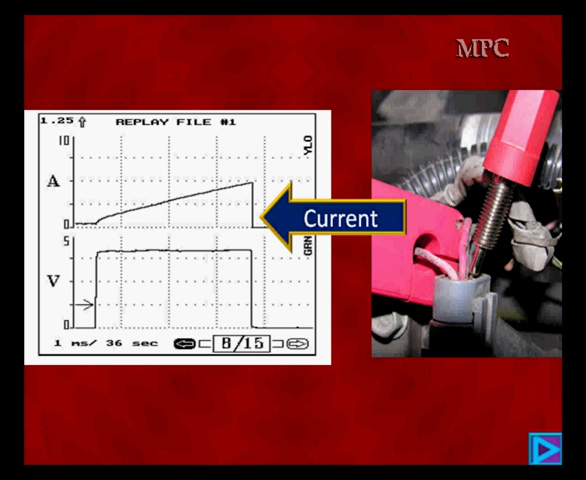 MPC
1.25 REPLAY FILE #1
10
YLO
A
0
Current
5
GRN
V
0
1 ms/ 36 sec 8/15